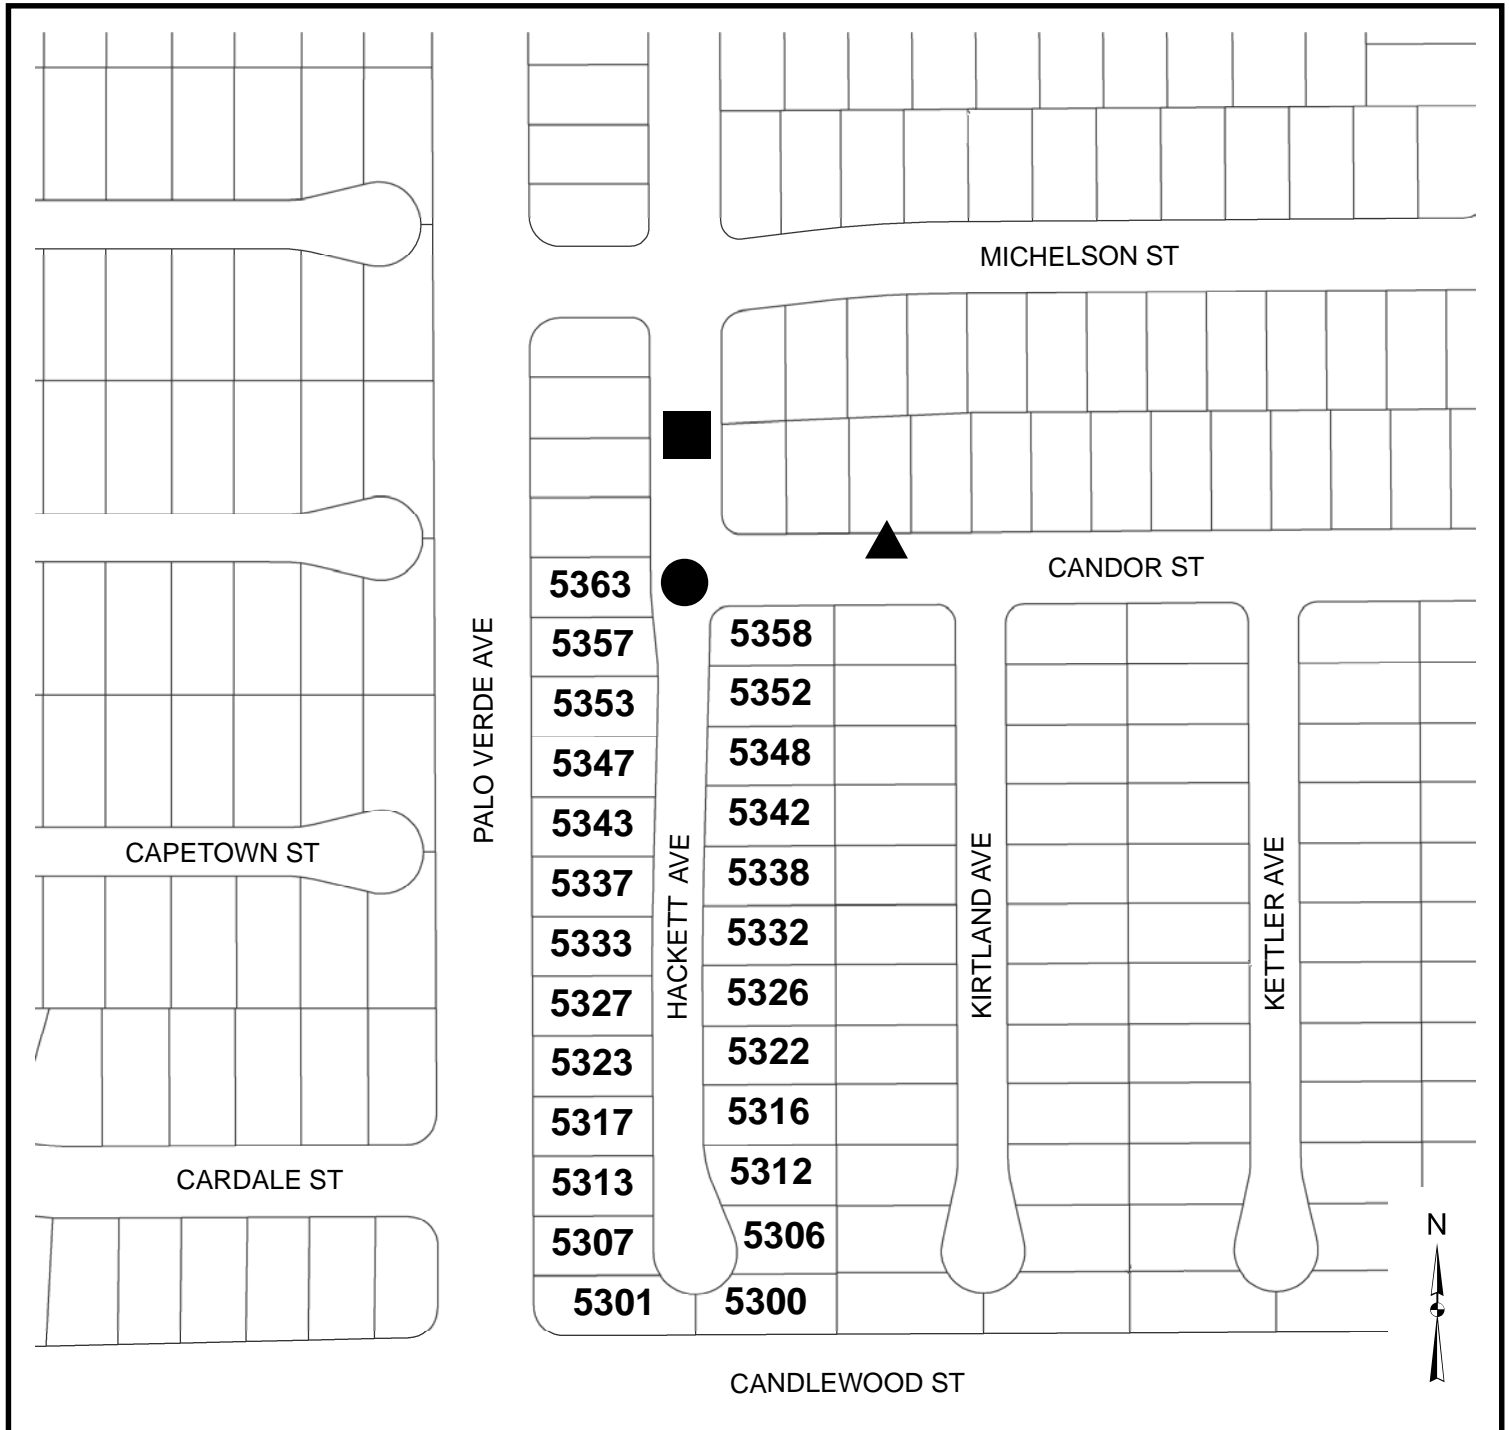 MICHELSON ST
CANDOR ST
PALO VERDE AVE
CAPETOWN ST
HACKETT AVE
KIRTLAND AVE
KETTLER AVE
CARDALE ST
CANDLEWOOD ST
N
5363
5357
5353
5347
5343
5337
5333
5327
5323
5317
5313
5307
5301
5358
5352
5348
5342
5338
5332
5326
5322
5316
5312
5306
5300